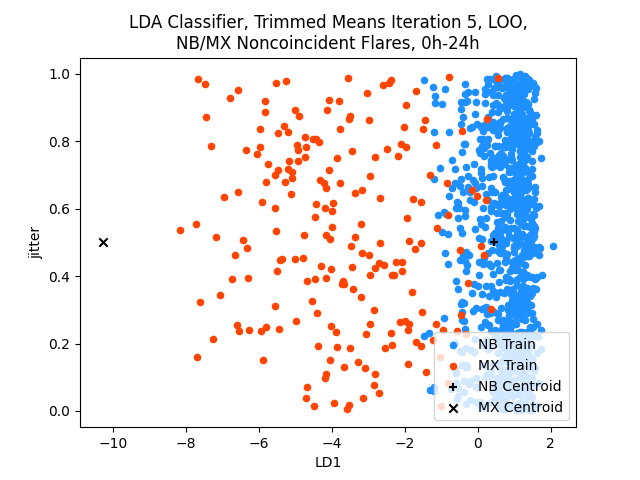 LDA Classifier, Trimmed Means Iteration 5, LOO,
NB/MX Noncoincident Flares, 0h-24h
1.0
0.8
0.6
0.4
0.2
0.0
jitter
−10
−8
−6
−4
−2
0
2
LD1
NB Train
MX Train
NB Centroid
MX Centroid